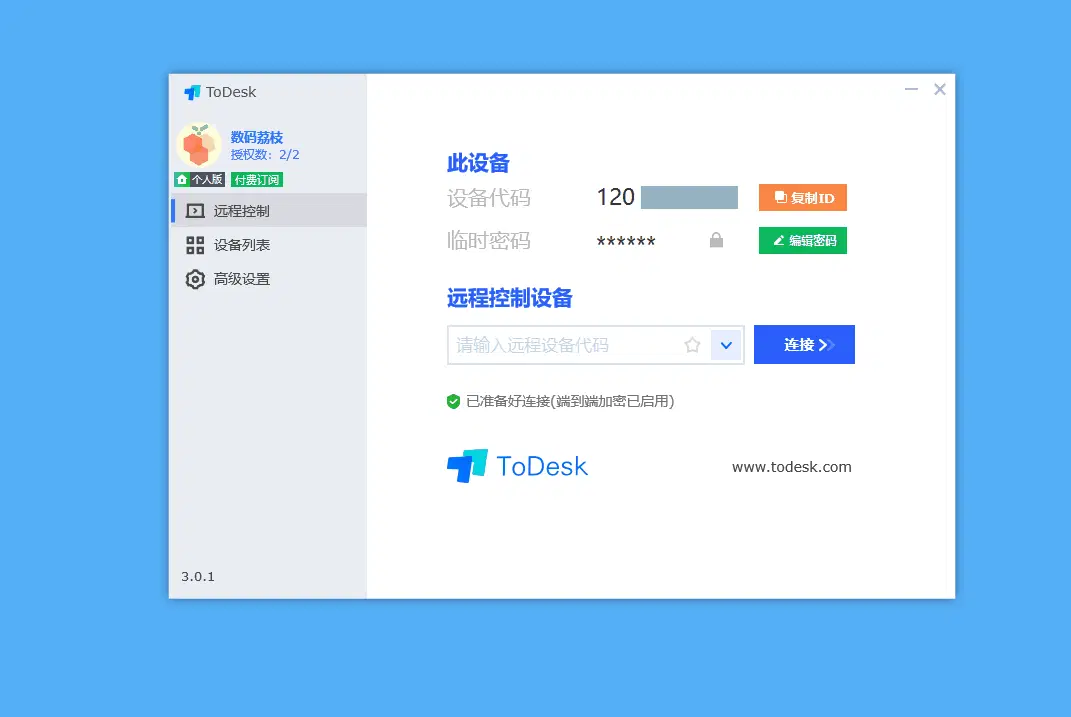 ToDesk
数码荔枝
授权数：2/2
个人版 付费订阅
远程控制
设备列表
高级设置
3.0.1
此设备
设备代码 120 复制ID
临时密码 ****** 编辑密码
远程控制设备
请输入远程设备代码 连接
已准备好连接(端到端加密已启用)
ToDesk www.todesk.com